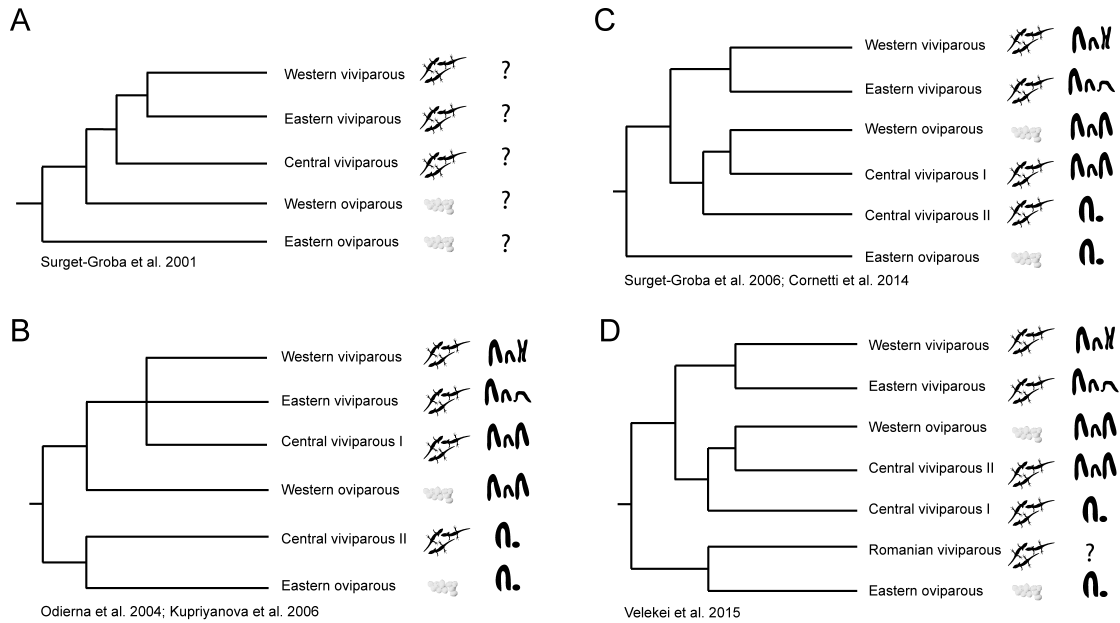 A
Western viviparous ?
Eastern viviparous ?
Central viviparous ?
Western oviparous ?
Eastern oviparous ?
Surget-Groba et al. 2001
B
Western viviparous
Eastern viviparous
Central viviparous I
Western oviparous
Central viviparous II
Eastern oviparous
Odierna et al. 2004; Kupriyanova et al. 2006
C
Western viviparous
Eastern viviparous
Western oviparous
Central viviparous I
Central viviparous II
Eastern oviparous
Surget-Groba et al. 2006; Cornetti et al. 2014
D
Western viviparous
Eastern viviparous
Western oviparous
Central viviparous II
Central viviparous I
Romanian viviparous ?
Eastern oviparous
Velekei et al. 2015